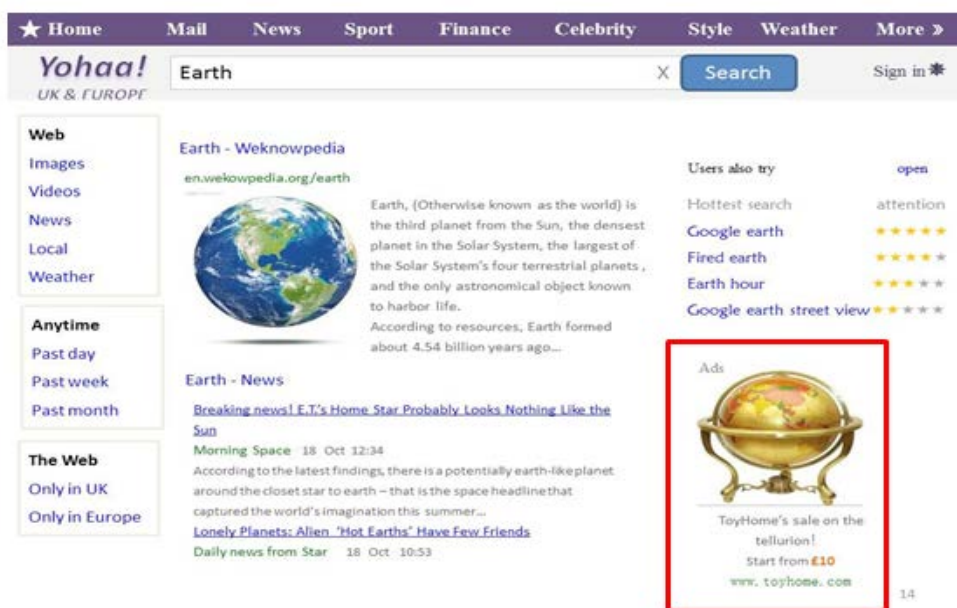 Home Mail News Sport Finance Celebrity Style Weather More »
Yohaa!
UK & EUROPE
Earth X Search Sign in
Web
Images
Videos
News
Local
Weather
Anytime
Past day
Past week
Past month
The Web
Only in UK
Only in Europe
Earth - Weknowpedia
en.wekowpedia.org/earth
Earth, (Otherwise known as the world) is
the third planet from the Sun, the densest
planet in the Solar System, the largest of
the Solar System's four terrestrial planets ,
and the only astronomical object known
to harbor life.
According to resources, Earth formed
about 4.54 billion years ago...
Earth - News
Breaking news! E.T.'s Home Star Probably Looks Nothing Like the
Sun
Morning Space 18 Oct 12:34
According to the latest findings, there is a potentially earth-like planet
around the closet star to earth – that is the space headline that
captured the world's imagination this summer...
Lonely Planets: Alien 'Hot Earths' Have Few Friends
Daily news from Star 18 Oct 10:53
Users also try open
Hottest search attention
Google earth
Fired earth
Earth hour
Google earth street view
Ads
ToyHome's sale on the
tellurion!
Start from £10
www.toyhome.com
14